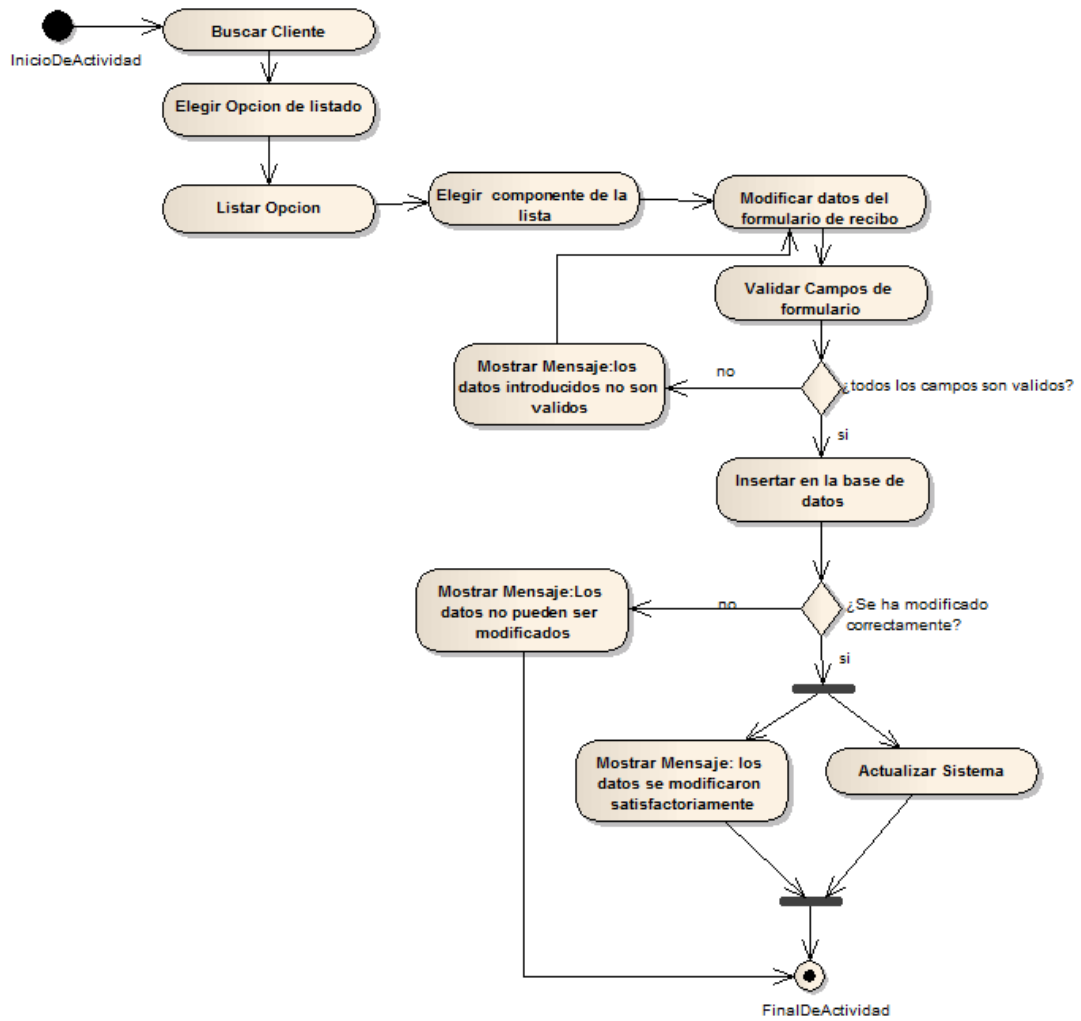 Buscar Cliente
InicioDeActividad
Elegir Opcion de listado
Listar Opcion
Elegir componente de la
lista
Modificar datos del
formulario de recibo
Validar Campos de
formulario
Mostrar Mensaje:los
datos introducidos no son
validos
no
¿todos los campos son validos?
si
Insertar en la base de
datos
Mostrar Mensaje:Los
datos no pueden ser
modificados
no
¿Se ha modificado
correctamente?
si
Mostrar Mensaje: los
datos se modificaron
satisfactoriamente
Actualizar Sistema
FinalDeActividad